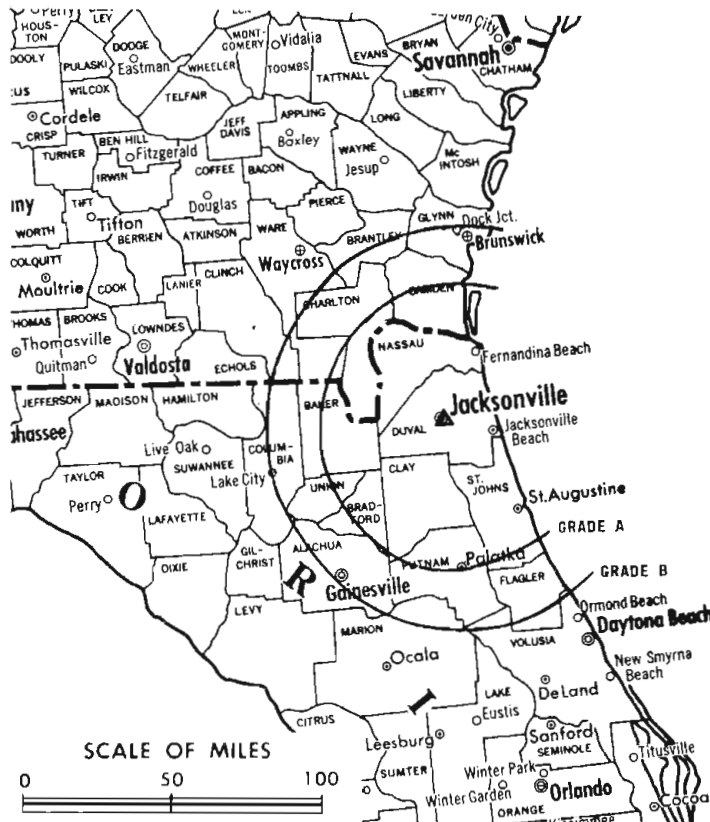 Perry
HOUS-
TON
LEY
DODGE
Eastman
MONT-
GOMERY
Vidalia
WHEELER
TOOMBS
EVANS
BRYAN
Savannah
CHATHAM
DOOLY
PULASKI
WILCOX
TELFAIR
TATTNALL
LIBERTY
Cordele
CRISP
BEN HILL
Fitzgerald
JEFF
DAVIS
APPLING
Baxley
LONG
TURNER
IRWIN
COFFEE
Douglas
BACON
WAYNE
Jesup
Mc
INTOSH
PIERCE
TIFT
Tifton
WORTH
BERRIEN
ATKINSON
WARE
Waycross
BRANTLEY
GLYNN
Dock Jct.
Brunswick
COLQUITT
Moultrie
COOK
LANIER
CLINCH
CHARLTON
CAMDEN
HOMAS
BROOKS
LOWNDES
Thomasville
Quitman
Valdosta
ECHOLS
NASSAU
Fernandina Beach
JEFFERSON
MADISON
HAMILTON
BAKER
Jacksonville
DUVAL
Jacksonville
Beach
ahassee
Live Oak
SUWANNEE
COLUM-
BIA
Lake City
CLAY
ST.
JOHNS
TAYLOR
Perry
O
LAFAYETTE
UNION
BRAD-
FORD
St. Augustine
GRADE A
DIXIE
GIL-
CHRIST
ALACHUA
R
Gainesville
PUTNAM
Palatka
FLAGLER
GRADE B
LEVY
MARION
Ocala
Ormond Beach
Daytona Beach
VOLUSIA
New Smyrna
Beach
I
LAKE
Eustis
DeLand
CITRUS
Leesburg
Sanford
SEMINOLE
Titusville
SUMTER
Winter Park
Winter Garden
Orlando
ORANGE
Cocoa
SCALE OF MILES
0 50 100